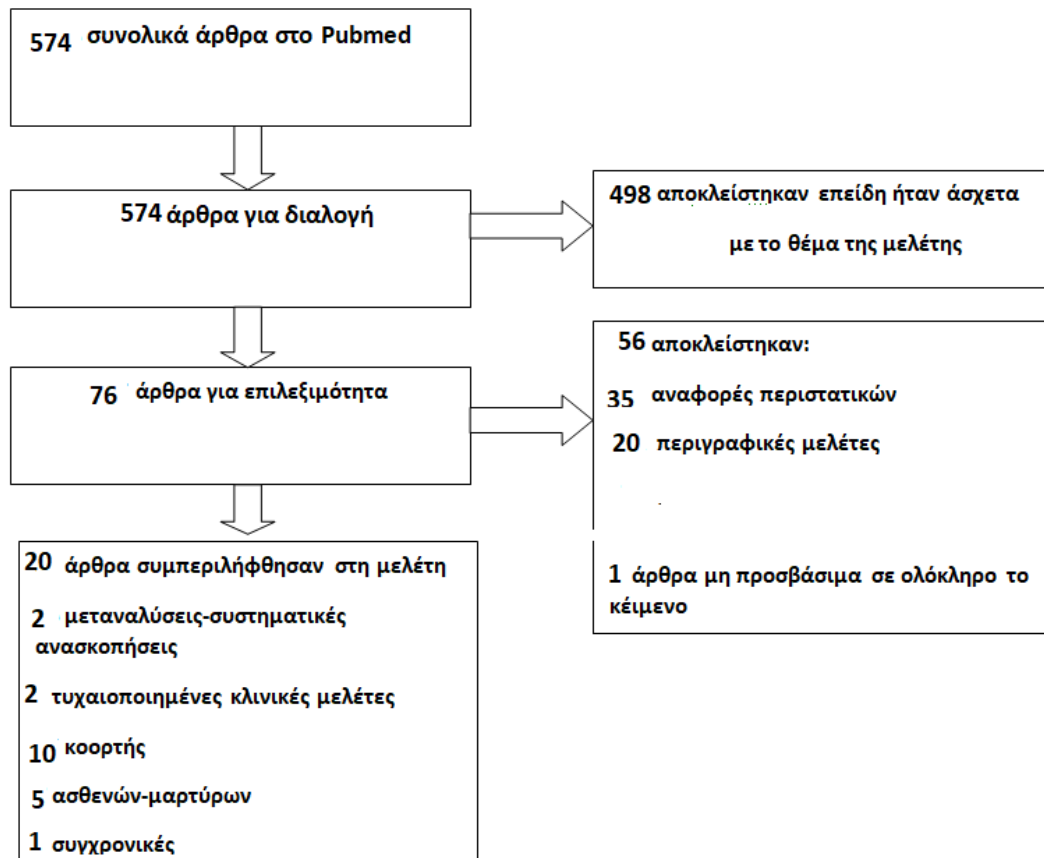 574 συνολικά άρθρα στο Pubmed
574 άρθρα για διαλογή
498 αποκλείστηκαν επείδη ήταν άσχετα
με το θέμα της μελέτης
76 άρθρα για επιλεξιμότητα
56 αποκλείστηκαν:
35 αναφορές περιστατικών
20 περιγραφικές μελέτες
1 άρθρα μη προσβάσιμα σε ολόκληρο το
κέιμενο
20 άρθρα συμπεριλήφθησαν στη μελέτη
2 μεταναλύσεις-συστηματικές
ανασκοπήσεις
2 τυχαιοποιημένες κλινικές μελέτες
10 κοορτής
5 ασθενών-μαρτύρων
1 συγχρονικές